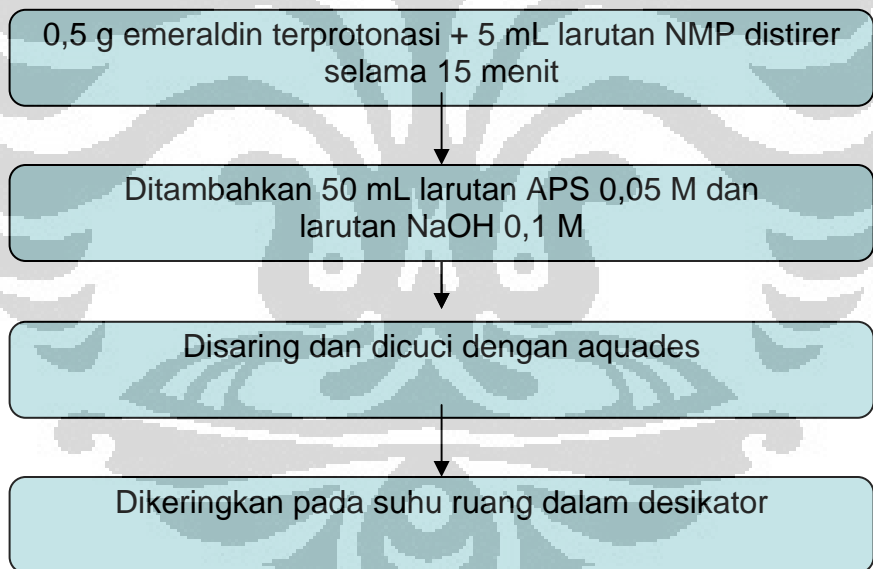 0,5 g emeraldin terprotonasi + 5 mL larutan NMP distirer
selama 15 menit
Ditambahkan 50 mL larutan APS 0,05 M dan
larutan NaOH 0,1 M
Disaring dan dicuci dengan aquades
Dikeringkan pada suhu ruang dalam desikator